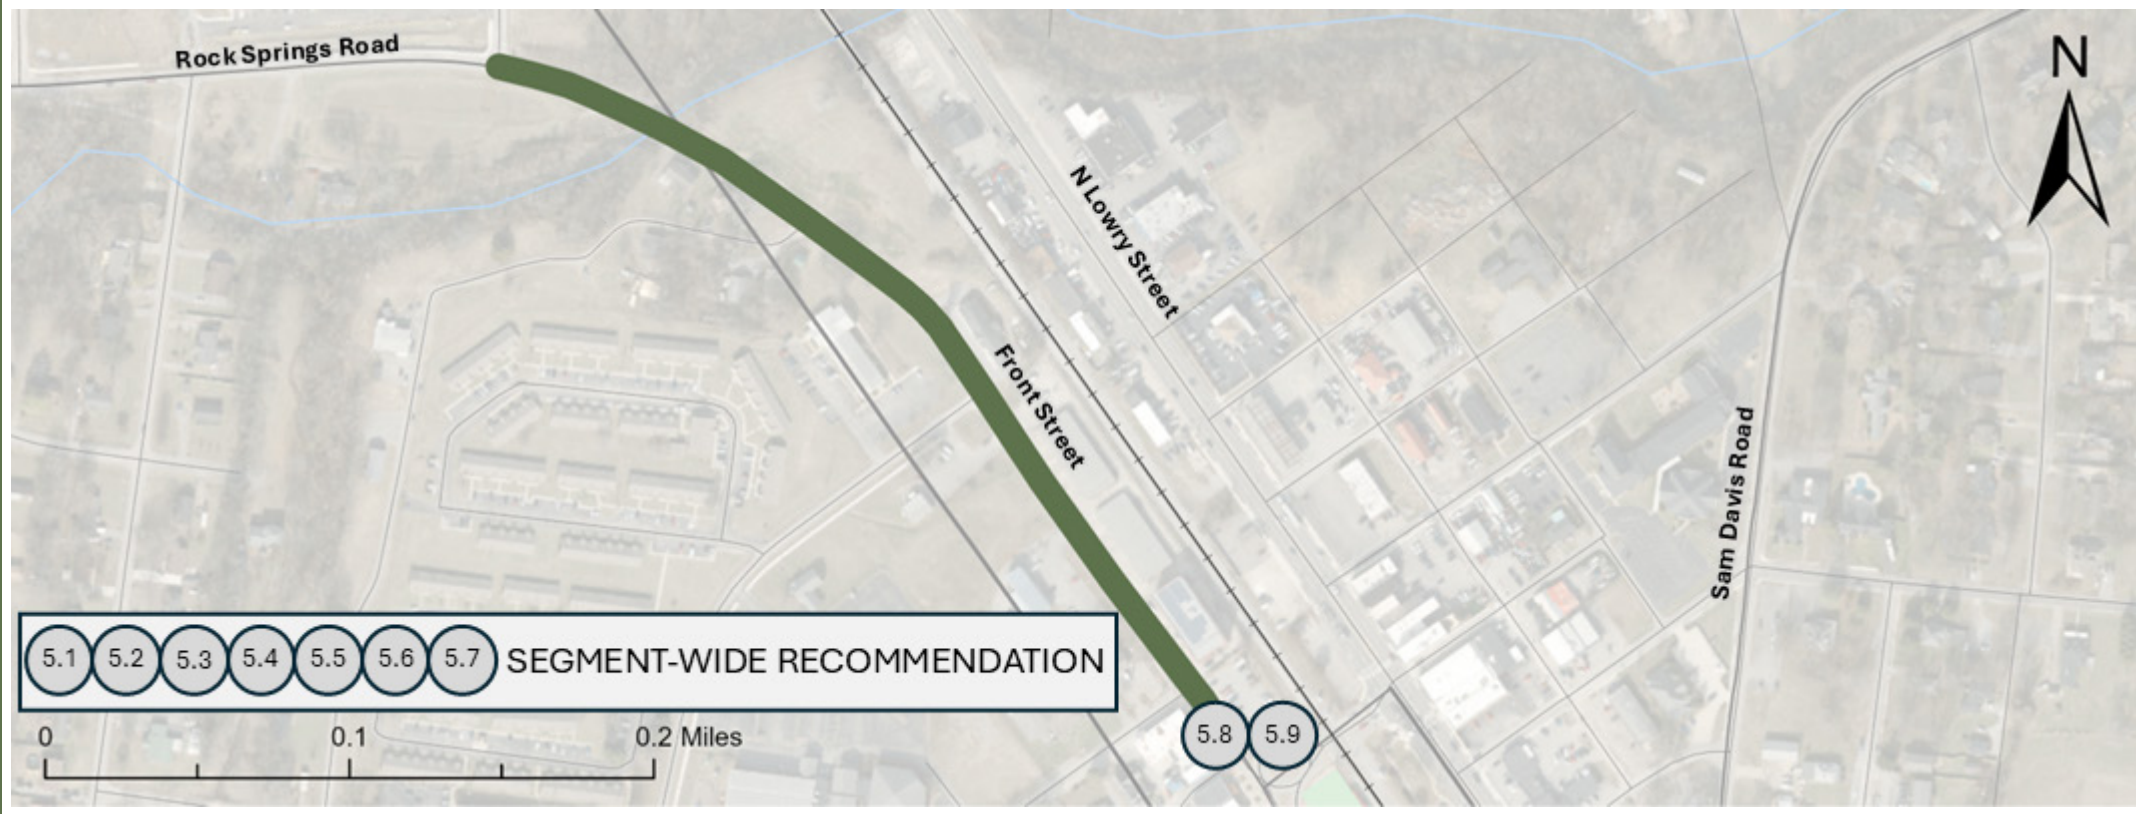 Rock Springs Road
N
N Lowry Street
Front Street
Sam Davis Road
5.1 5.2 5.3 5.4 5.5 5.6 5.7 SEGMENT-WIDE RECOMMENDATION
5.8 5.9
0 0.1 0.2 Miles